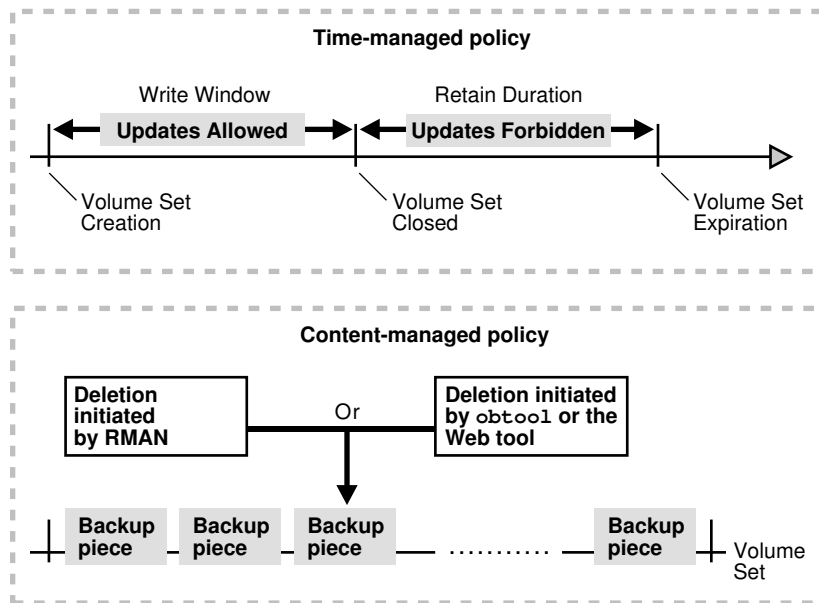 Time-managed policy
Write Window
Retain Duration
Updates Allowed
Updates Forbidden
Volume Set
Creation
Volume Set
Closed
Volume Set
Expiration
Content-managed policy
Deletion
initiated
by RMAN
Or
Deletion initiated
by obtool or the
Web tool
Backup
piece
Backup
piece
Backup
piece
Backup
piece
Volume
Set